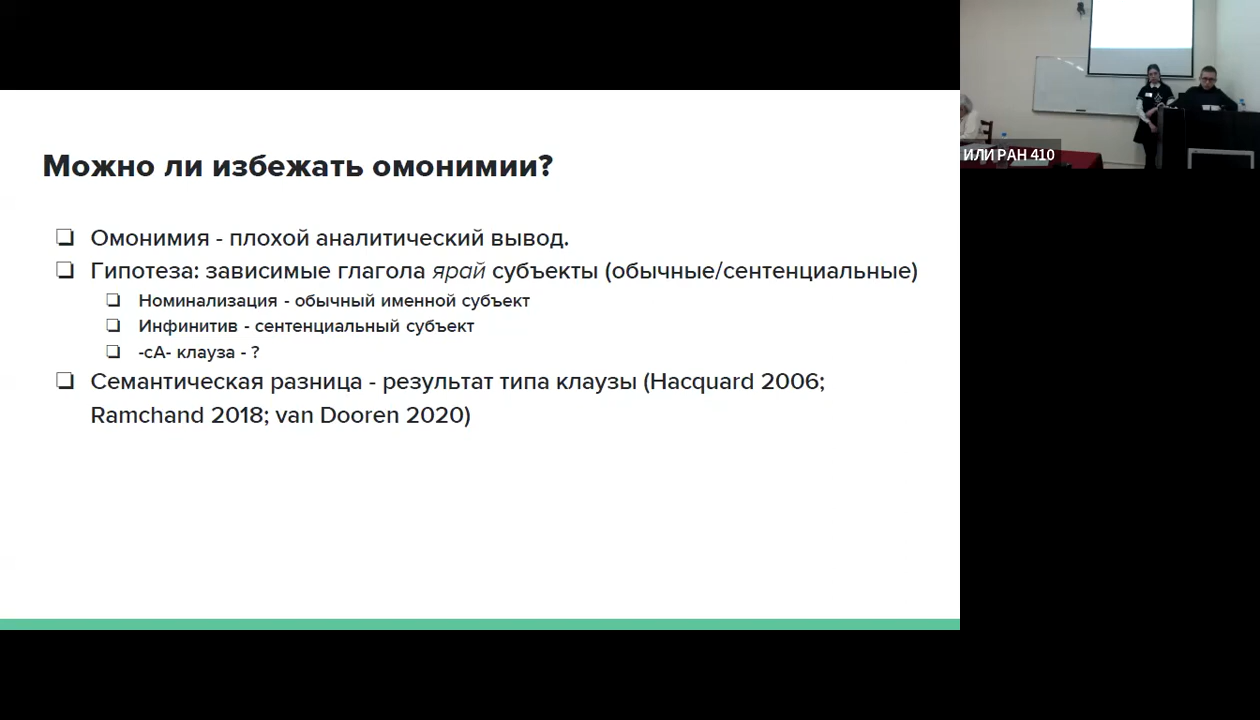 Можно ли избежать омонимии?
❏ Омонимия - плохой аналитический вывод.
❏ Гипотеза: зависимые глагола ярай субъекты (обычные/сентенциальные)
❏ Номинализация - обычный именной субъект
❏ Инфинитив - сентенциальный субъект
❏ -сА- клауза - ?
❏ Семантическая разница - результат типа клаузы (Hacquard 2006;
Ramchand 2018; van Dooren 2020)
ИЛИ РАН 410